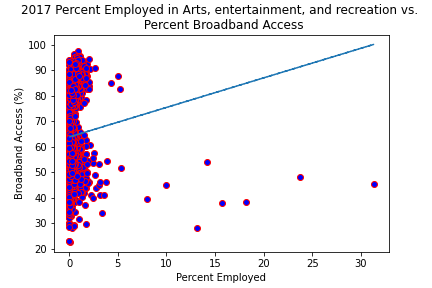 2017 Percent Employed in Arts, entertainment, and recreation vs.
Percent Broadband Access
100
90
80
70
60
50
40
30
20
Broadband Access (%)
0 5 10 15 20 25 30
Percent Employed